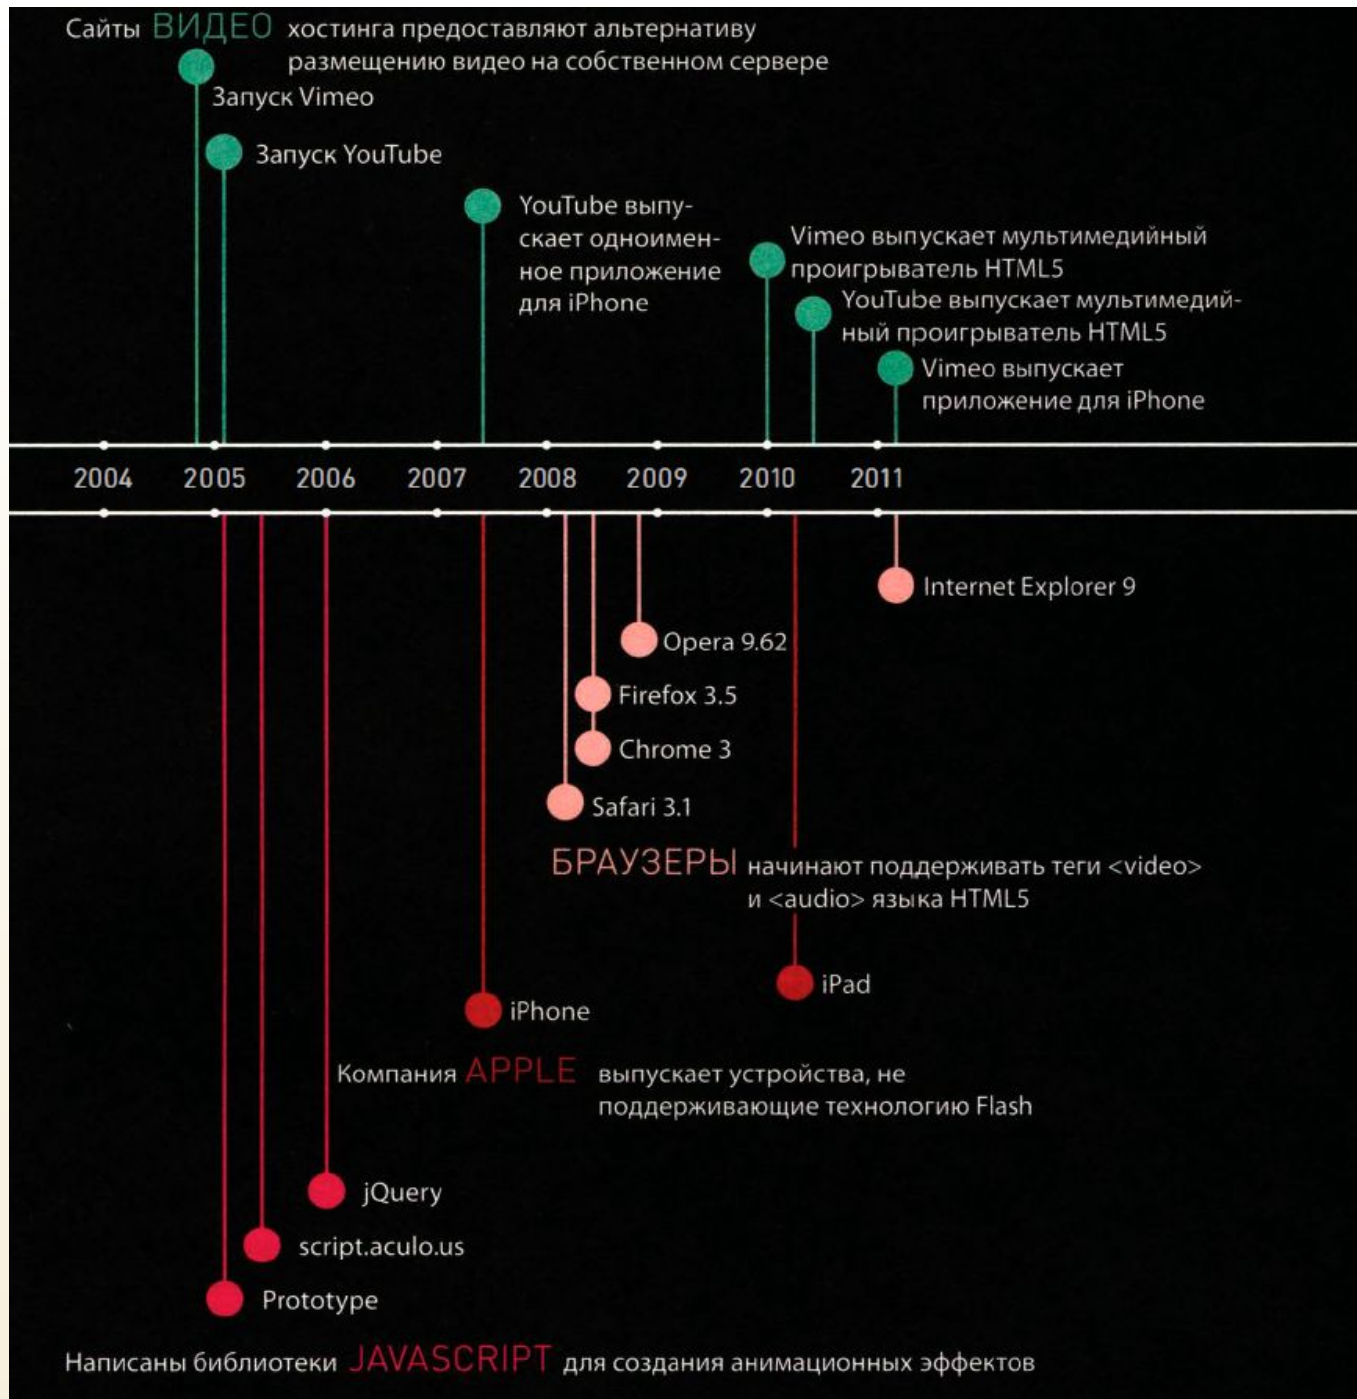 Сайты ВИДЕО хостинга предоставляют альтернативу
размещению видео на собственном сервере
Запуск Vimeo
Запуск YouTube
YouTube выпу-
скает одноимен-
ное приложение
для iPhone
Vimeo выпускает мультимедийный
проигрыватель HTML5
YouTube выпускает мультимедий-
ный проигрыватель HTML5
Vimeo выпускает
приложение для iPhone
2004 2005 2006 2007 2008 2009 2010 2011
Internet Explorer 9
Opera 9.62
Firefox 3.5
Chrome 3
Safari 3.1
БРАУЗЕРЫ начинают поддерживать теги <video>
и <audio> языка HTML5
iPad
iPhone
Компания APPLE выпускает устройства, не
поддерживающие технологию Flash
jQuery
script.aculo.us
Prototype
Написаны библиотеки JAVASCRIPT для создания анимационных эффектов